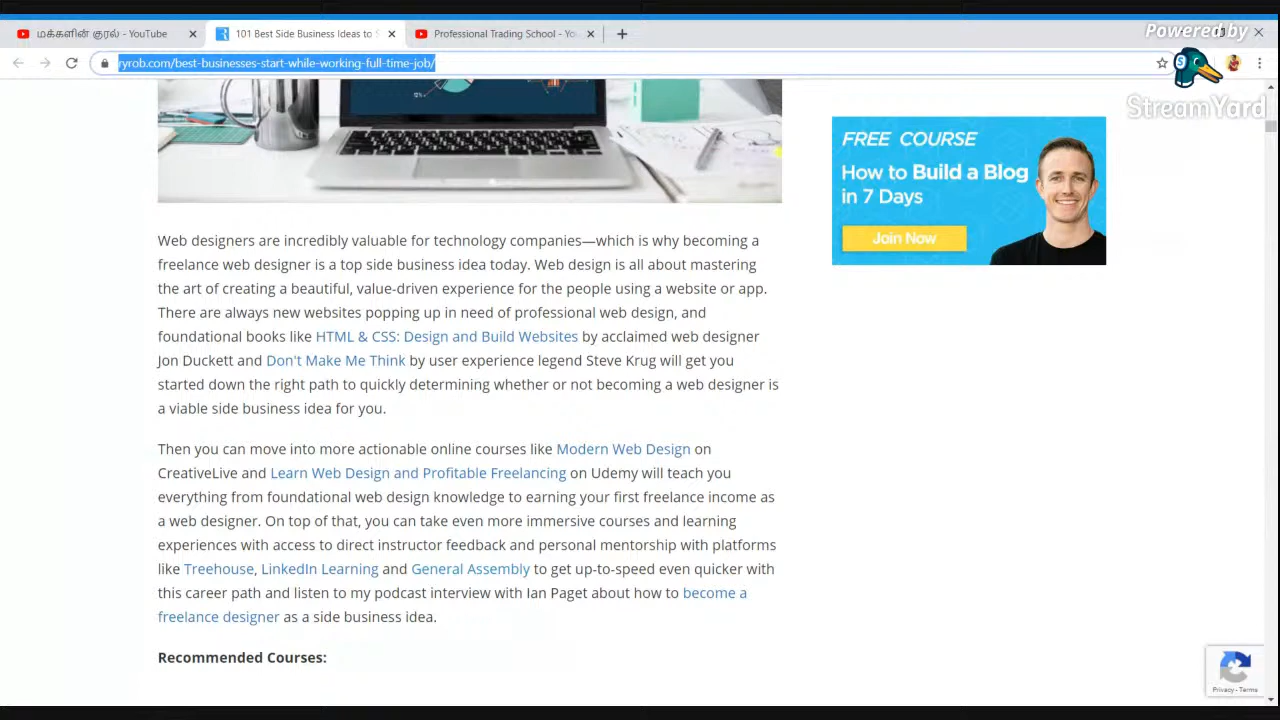 மக்களின் குரல் - YouTube
101 Best Side Business Ideas to S
Professional Trading School - Yo
Powered by
ryrob.com/best-businesses-start-while-working-full-time-job/
StreamYard
FREE COURSE
How to Build a Blog
in 7 Days
Join Now
Web designers are incredibly valuable for technology companies—which is why becoming a
freelance web designer is a top side business idea today. Web design is all about mastering
the art of creating a beautiful, value-driven experience for the people using a website or app.
There are always new websites popping up in need of professional web design, and
foundational books like HTML & CSS: Design and Build Websites by acclaimed web designer
Jon Duckett and Don't Make Me Think by user experience legend Steve Krug will get you
started down the right path to quickly determining whether or not becoming a web designer is
a viable side business idea for you.
Then you can move into more actionable online courses like Modern Web Design on
CreativeLive and Learn Web Design and Profitable Freelancing on Udemy will teach you
everything from foundational web design knowledge to earning your first freelance income as
a web designer. On top of that, you can take even more immersive courses and learning
experiences with access to direct instructor feedback and personal mentorship with platforms
like Treehouse, LinkedIn Learning and General Assembly to get up-to-speed even quicker with
this career path and listen to my podcast interview with Ian Paget about how to become a
freelance designer as a side business idea.
Recommended Courses:
Privacy - Terms